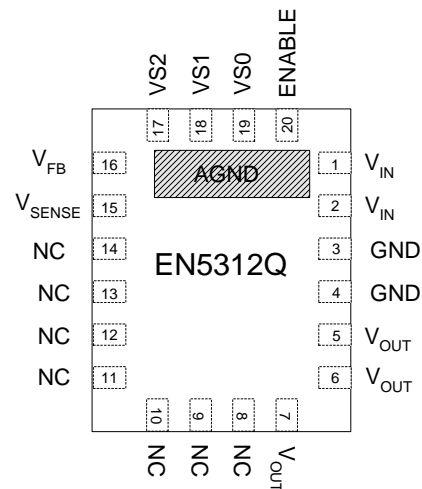 VS2 VS1 VS0 ENABLE
17 18 19 20
V_FB 16 AGND 1 V_IN
V_SENSE 15 2 V_IN
NC 14 EN5312Q 3 GND
NC 13 4 GND
NC 12 5 V_OUT
NC 11 6 V_OUT
10 9 8 7
NC NC NC V_OUT